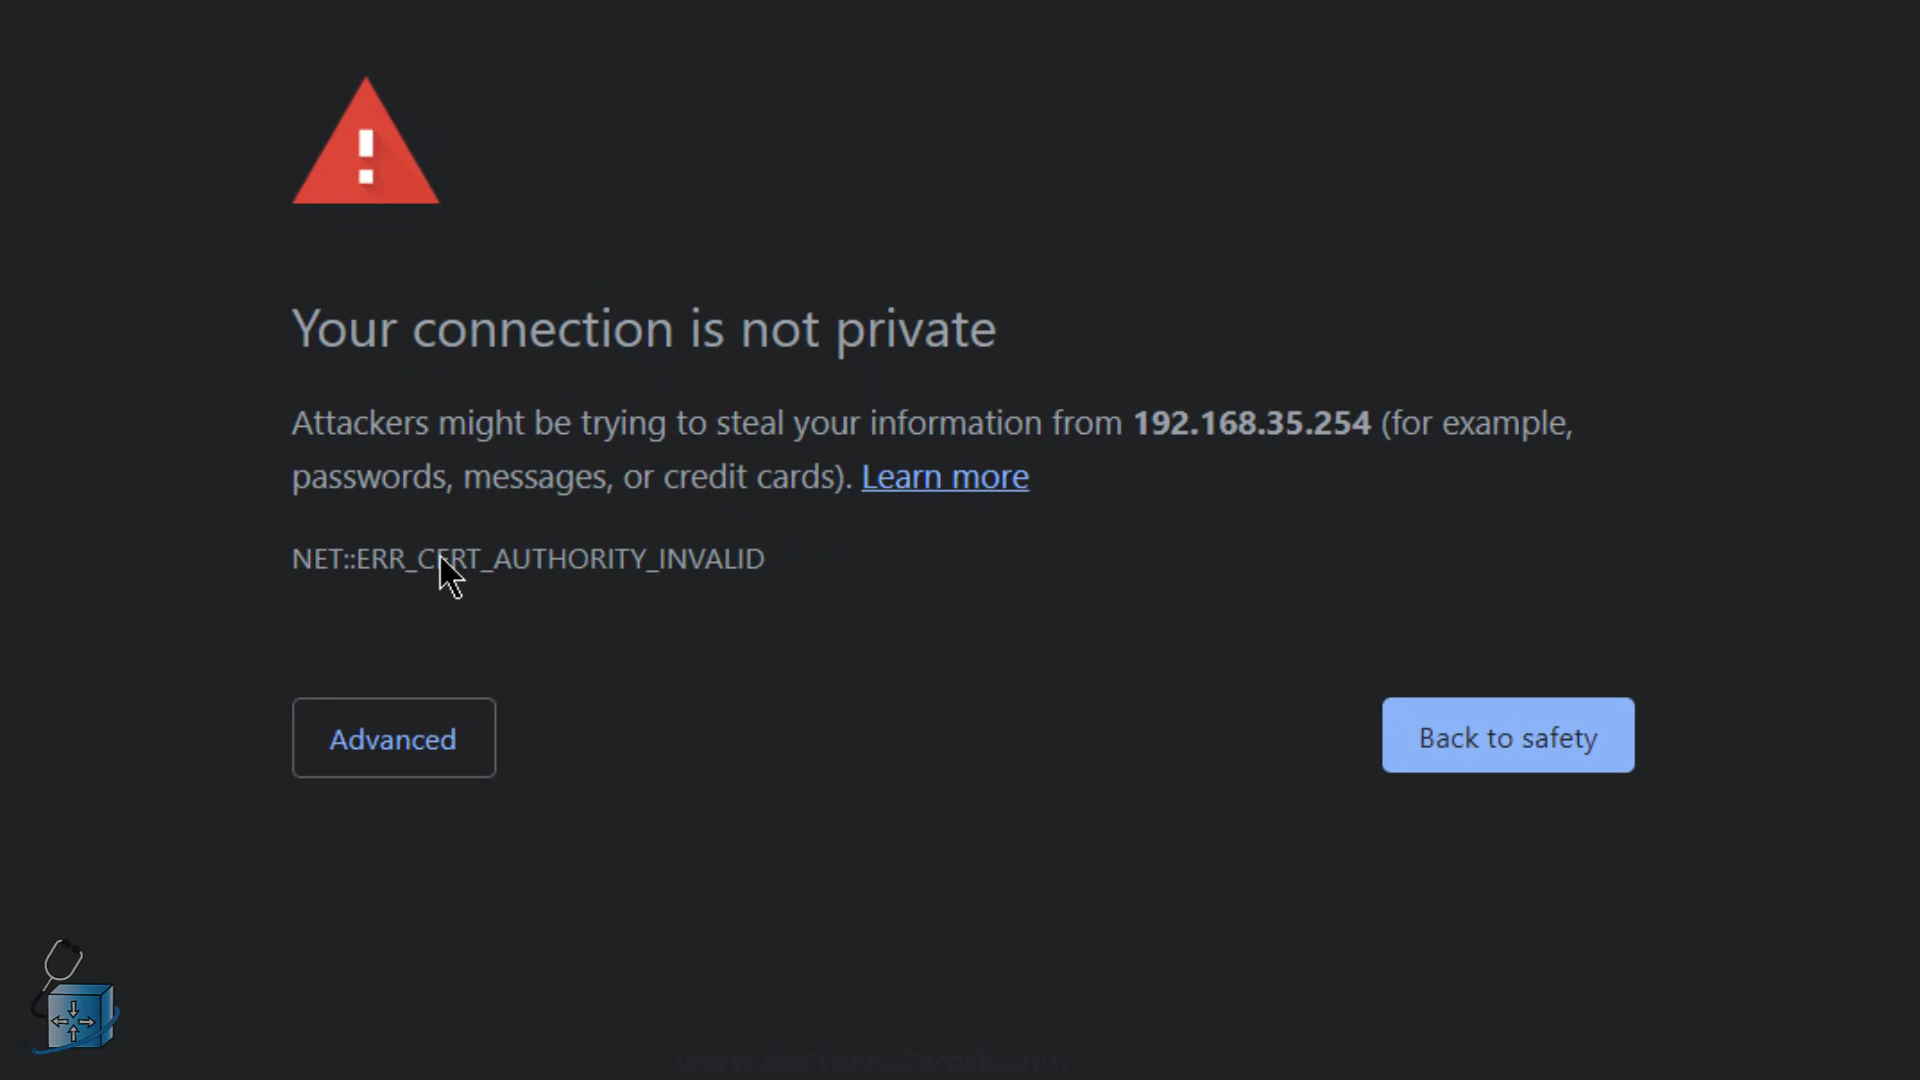 Your connection is not private
Attackers might be trying to steal your information from 192.168.35.254 (for example,
passwords, messages, or credit cards). Learn more
NET::ERR_CERT_AUTHORITY_INVALID
Advanced
Back to safety